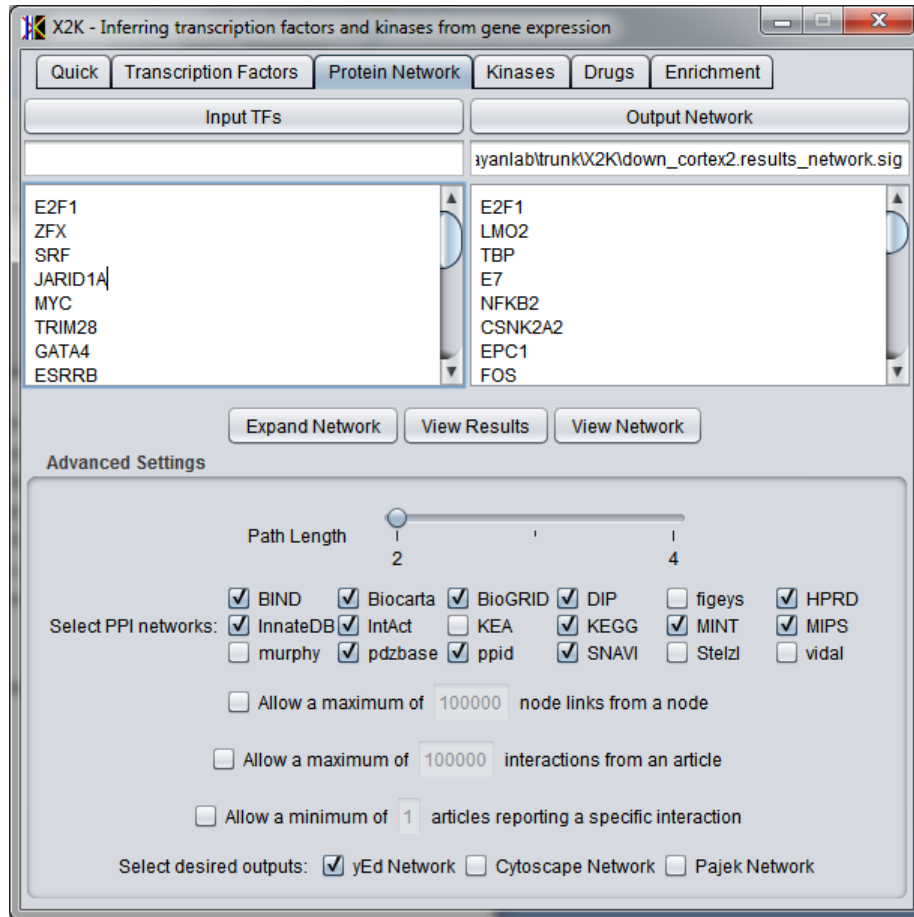 X2K - Inferring transcription factors and kinases from gene expression
Quick Transcription Factors Protein Network Kinases Drugs Enrichment
Input TFs Output Network
ayanlab\trunk\X2K\down_cortex2.results_network.sig
E2F1 E2F1
ZFX LMO2
SRF TBP
JARID1A E7
MYC NFKB2
TRIM28 CSNK2A2
GATA4 EPC1
ESRRB FOS
Expand Network View Results View Network
Advanced Settings
Path Length
2 4
BIND Biocarta BioGRID DIP figeys HPRD
Select PPI networks: InnateDB IntAct KEA KEGG MINT MIPS
murphy pdzbase ppid SNAVI Stelzl vidal
Allow a maximum of 100000 node links from a node
Allow a maximum of 100000 interactions from an article
Allow a minimum of 1 articles reporting a specific interaction
Select desired outputs: yEd Network Cytoscape Network Pajek Network